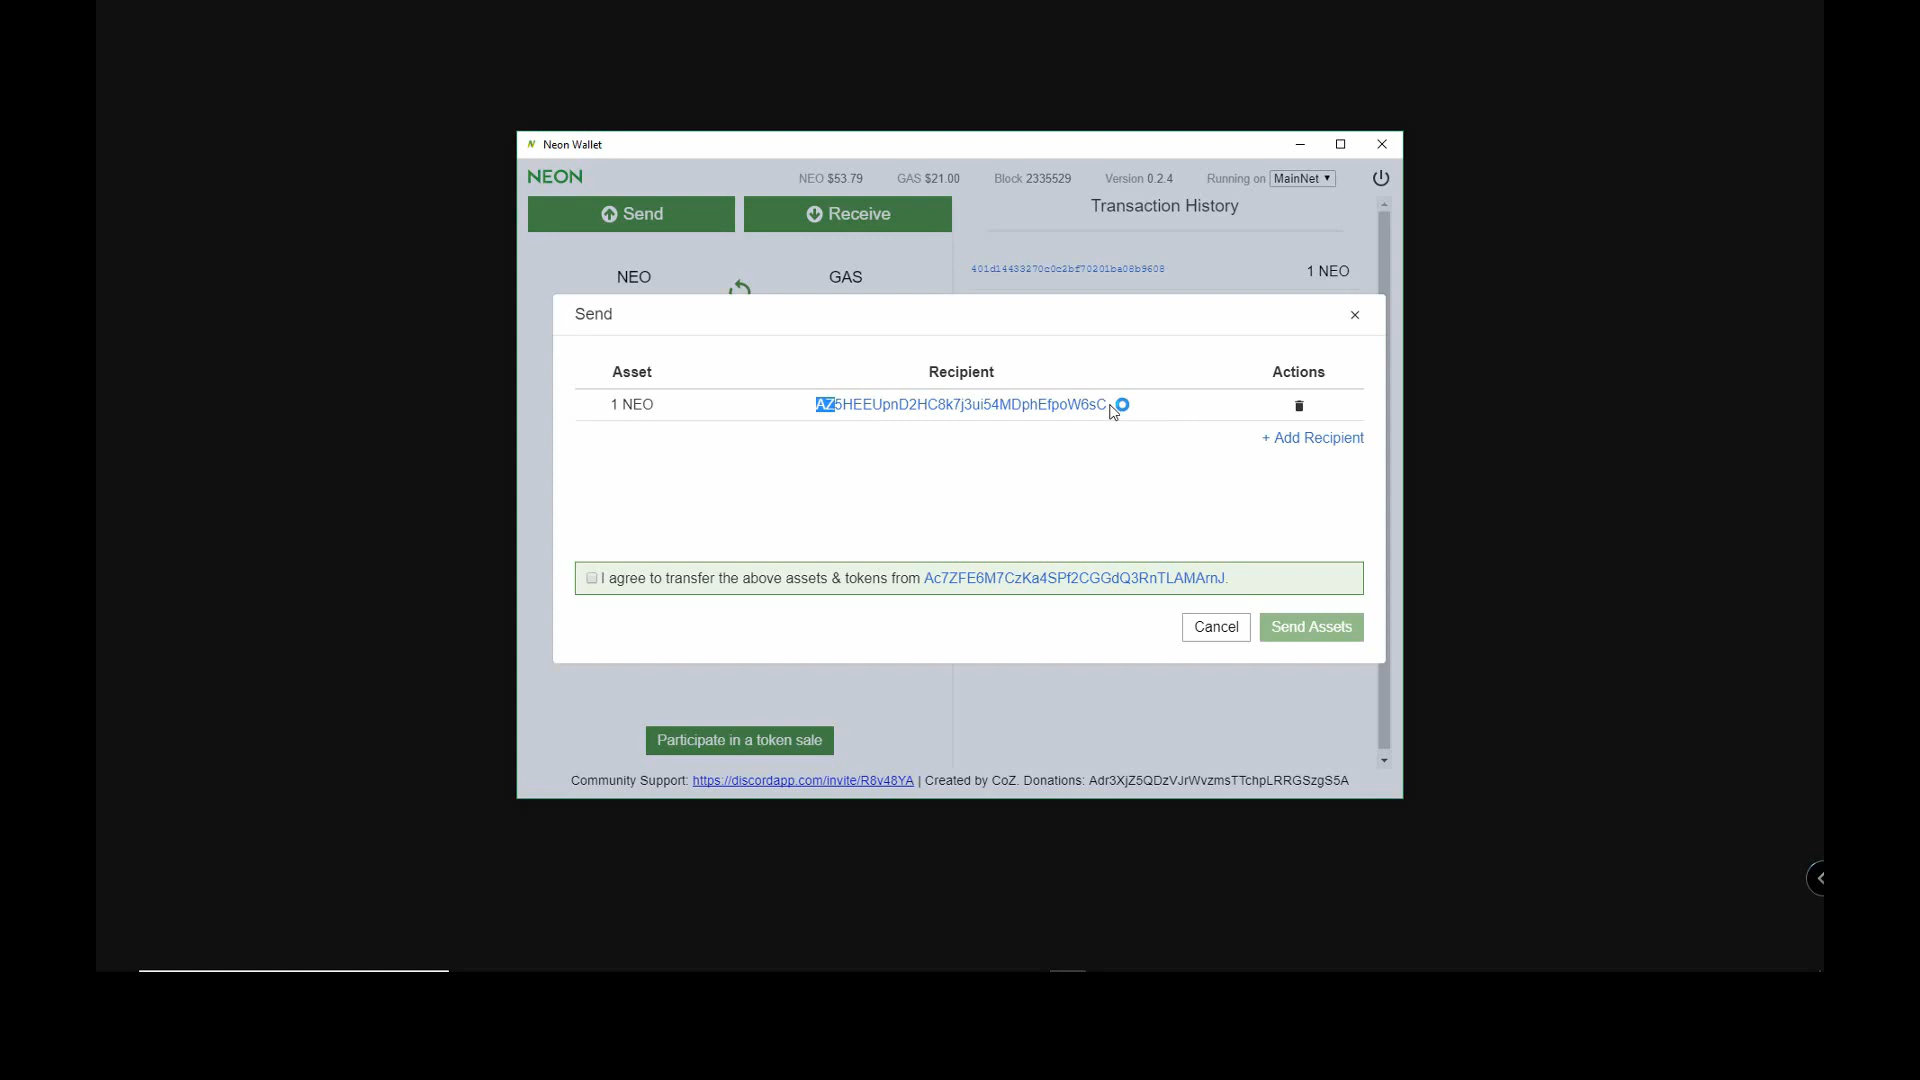 Neon Wallet
NEON NEO $53.79 GAS $21.00 Block 2335529 Version 0.2.4 Running on MainNet
Send Receive Transaction History
NEO GAS 401d14433270c0c2bf70201ba08b9608 1 NEO
Send
Asset Recipient Actions
1 NEO AZ5HEEUpnD2HC8k7j3ui54MDphEfpoW6sC
+ Add Recipient
I agree to transfer the above assets & tokens from Ac7ZFE6M7CzKa4SPf2CGGdQ3RnTLAMArnJ.
Cancel Send Assets
Participate in a token sale
Community Support: https://discordapp.com/invite/R8v48YA | Created by CoZ. Donations: Adr3XjZ5QDzVJrWvzmsTTchpLRRGSzgS5A